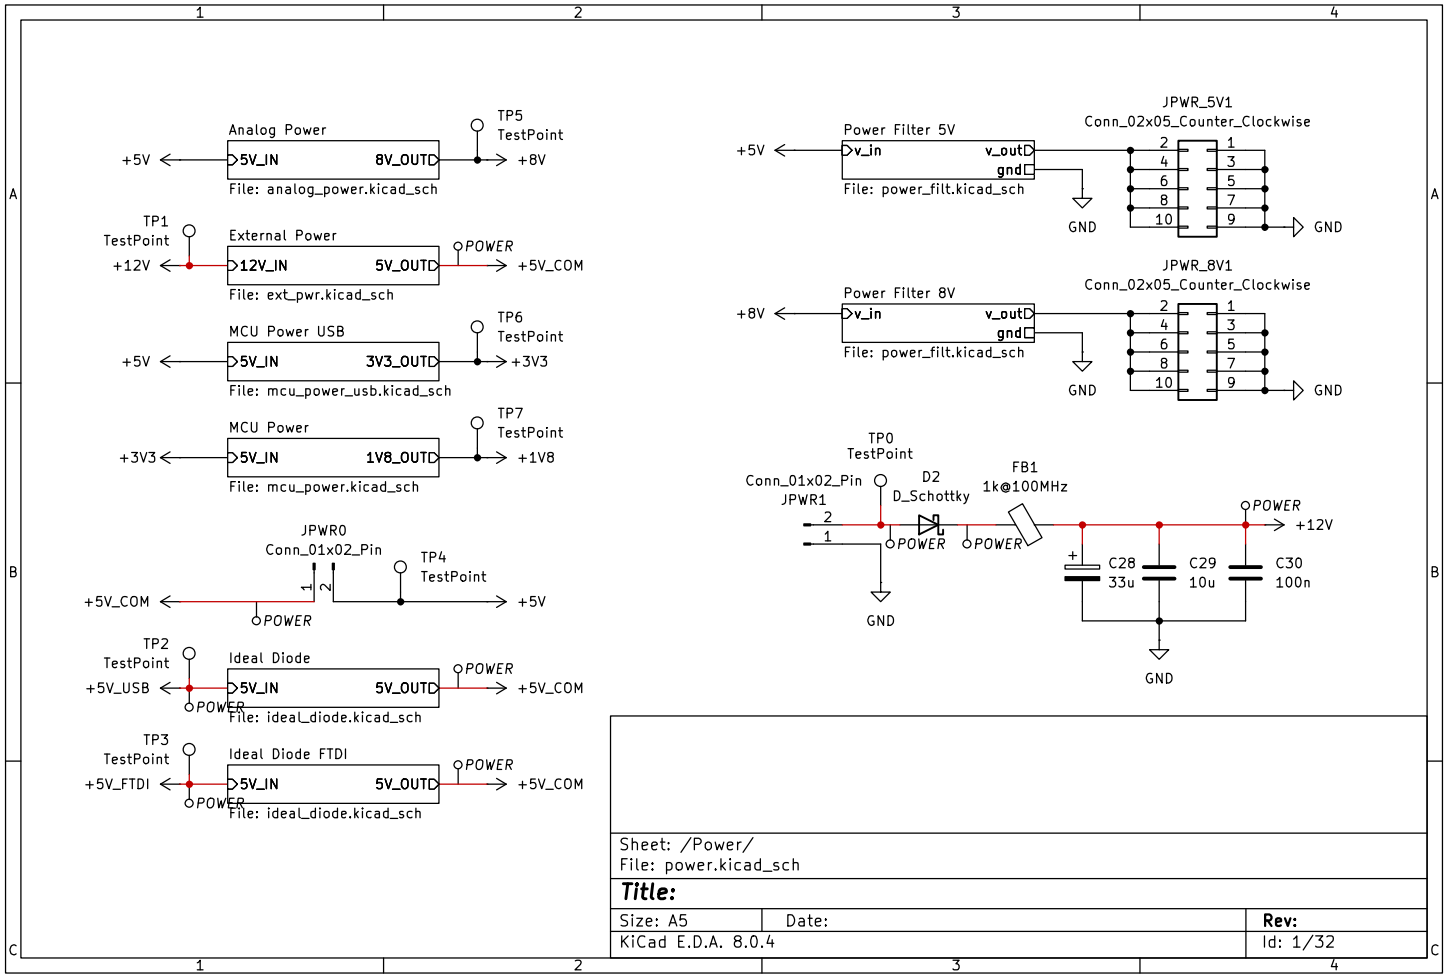 1 2 3 4
A A
B B
C C
Analog Power
+5V 5V_IN 8V_OUT +8V
File: analog_power.kicad_sch
TP5
TestPoint
TP1
TestPoint
External Power
+12V 12V_IN 5V_OUT POWER +5V_COM
File: ext_pwr.kicad_sch
MCU Power USB
+5V 5V_IN 3V3_OUT +3V3
File: mcu_power_usb.kicad_sch
TP6
TestPoint
MCU Power
+3V3 5V_IN 1V8_OUT +1V8
File: mcu_power.kicad_sch
TP7
TestPoint
JPWR0
Conn_01x02_Pin
1 2
TP4
TestPoint
+5V_COM +5V
POWER
TP2
TestPoint
Ideal Diode
POWER
+5V_USB 5V_IN 5V_OUT +5V_COM
POWER
File: ideal_diode.kicad_sch
TP3
TestPoint
Ideal Diode FTDI
POWER
+5V_FTDI 5V_IN 5V_OUT +5V_COM
POWER
File: ideal_diode.kicad_sch
Power Filter 5V
+5V v_in v_out
gnd
File: power_filt.kicad_sch
GND
JPWR_5V1
Conn_02x05_Counter_Clockwise
2 1
4 3
6 5
8 7
10 9
GND
Power Filter 8V
+8V v_in v_out
gnd
File: power_filt.kicad_sch
GND
JPWR_8V1
Conn_02x05_Counter_Clockwise
2 1
4 3
6 5
8 7
10 9
GND
TP0
TestPoint
Conn_01x02_Pin
JPWR1
2
1
D2
D_Schottky
FB1
1k@100MHz
POWER
POWER
POWER
+12V
+
C28
33u
C29
10u
C30
100n
GND
GND
Sheet: /Power/
File: power.kicad_sch
Title:
Size: A5 Date: Rev:
KiCad E.D.A. 8.0.4 Id: 1/32
1 2 3 4